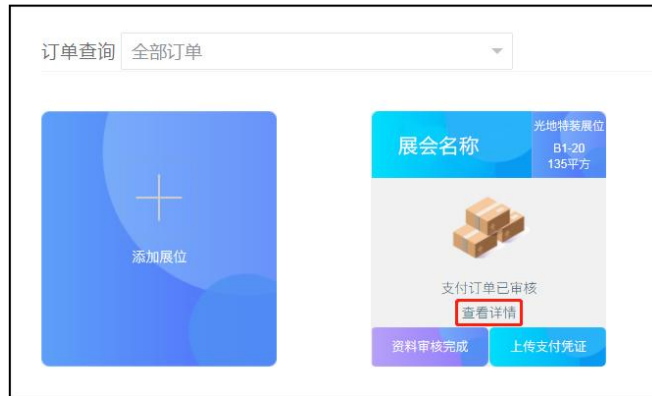 订单查询 全部订单
展会名称
光地特装展位
B1-20
135平方
添加展位
支付订单已审核
查看详情
资料审核完成 上传支付凭证